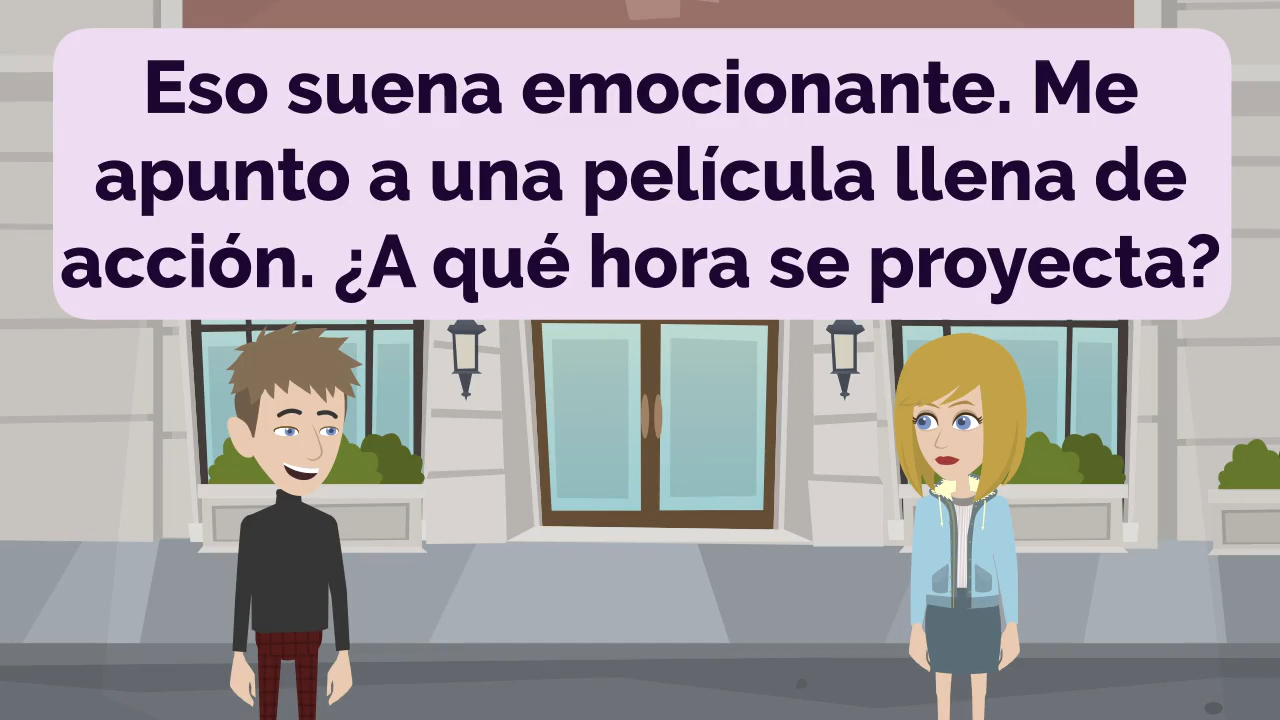 Eso suena emocionante. Me
apunto a una película llena de
acción. ¿A qué hora se proyecta?